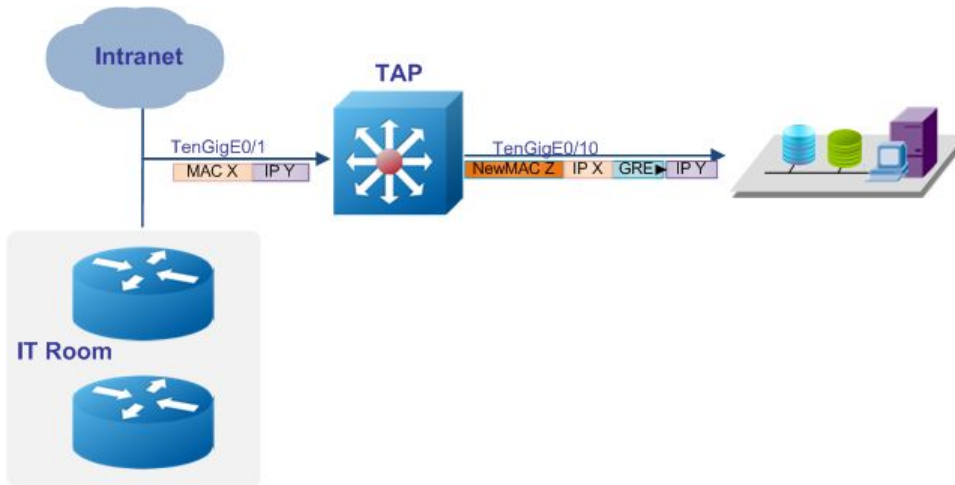 Intranet
TAP
TenGigE0/1
TenGigE0/10
MAC X IP Y
NewMAC Z IP X GRE IP Y
IT Room